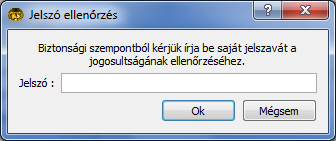 Jelszó ellenőrzés
Biztonsági szempontból kérjük írja be saját jelszavát a
jogosultságának ellenőrzéséhez.
Jelszó :
Ok Mégsem